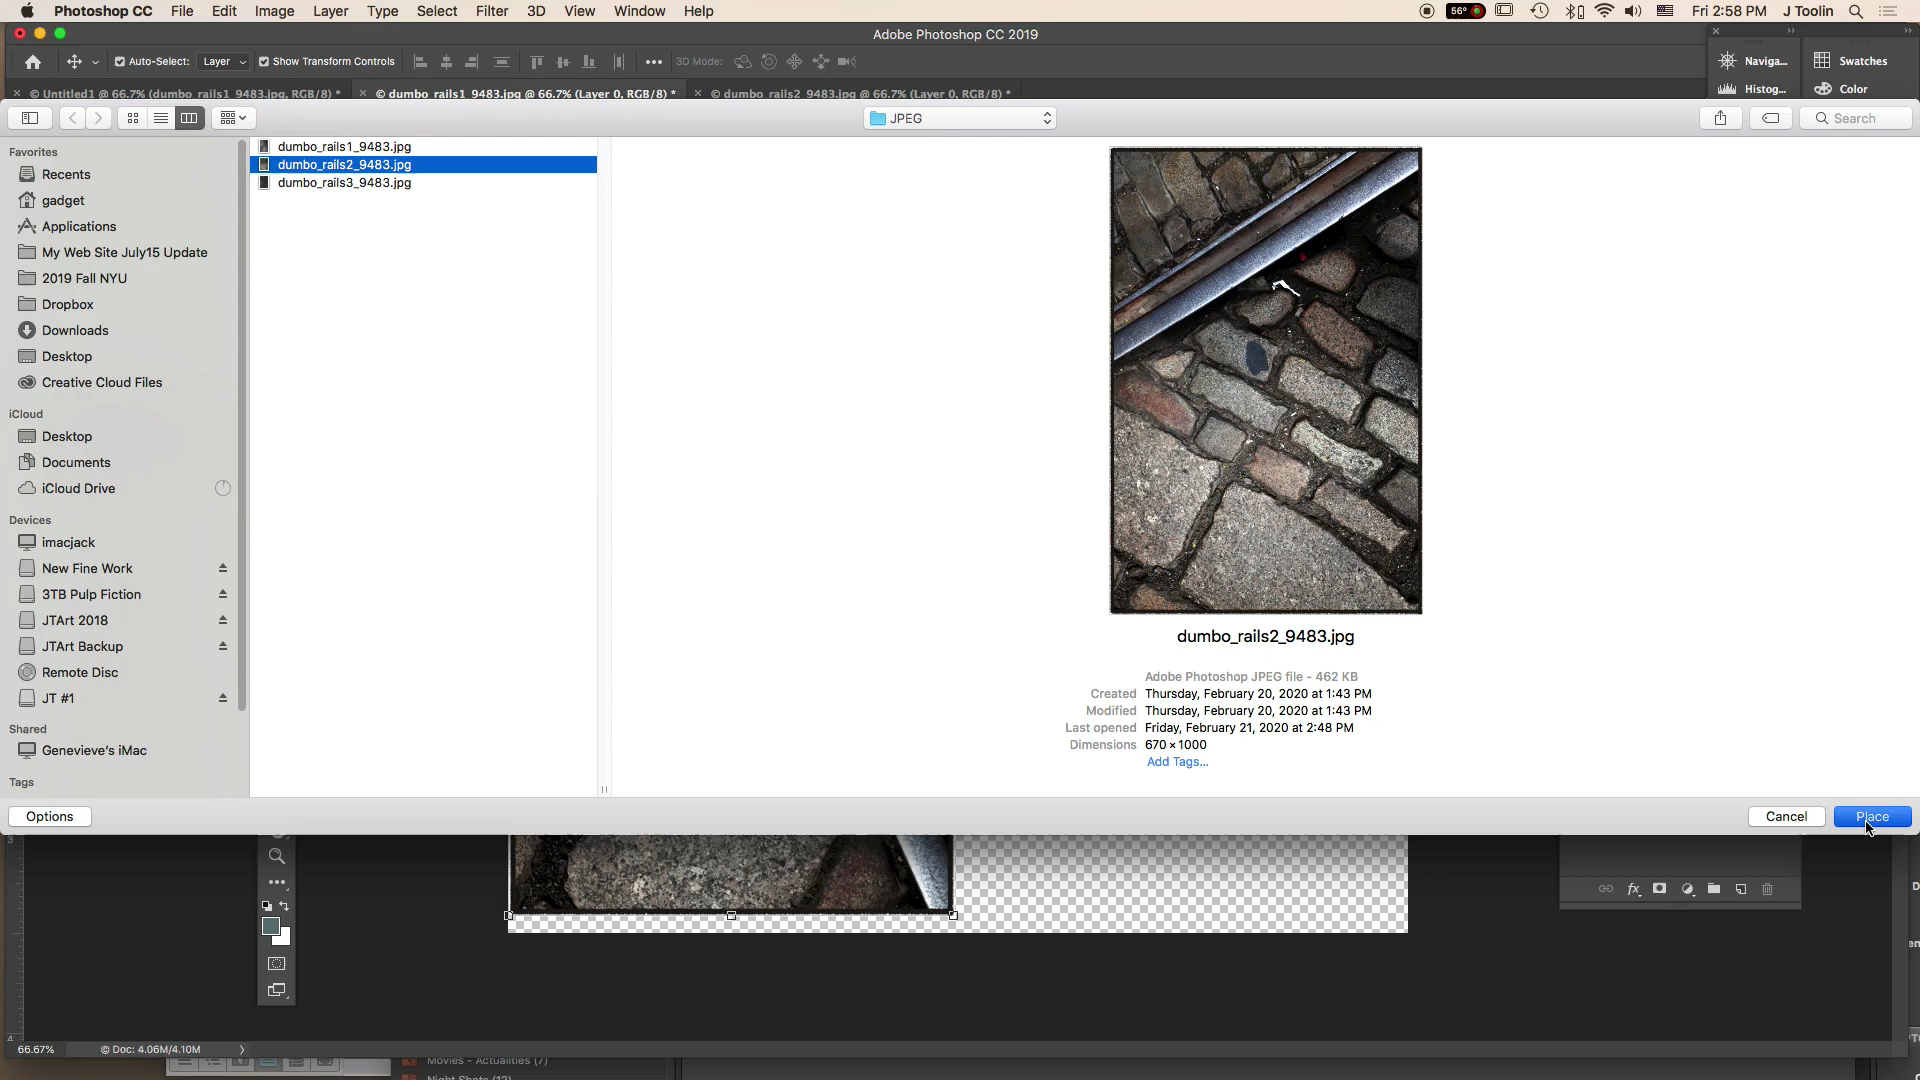 Photoshop CC File Edit Image Layer Type Select Filter 3D View Window Help 56° Fri 2:58 PM J Toolin
Adobe Photoshop CC 2019
Auto-Select: Layer Show Transform Controls 3D Mode: Naviga... Swatches
© Untitled1 @ 66.7% (dumbo_rails1_9483.jpg, RGB/8) * © dumbo_rails1_9483.jpg @ 66.7% (Layer 0, RGB/8) * © dumbo_rails2_9483.jpg @ 66.7% (Layer 0, RGB/8) * Histog... Color
JPEG Search
Favorites
Recents
gadget
Applications
My Web Site July15 Update
2019 Fall NYU
Dropbox
Downloads
Desktop
Creative Cloud Files
iCloud
Desktop
Documents
iCloud Drive
Devices
imacjack
New Fine Work
3TB Pulp Fiction
JTArt 2018
JTArt Backup
Remote Disc
JT #1
Shared
Genevieve's iMac
Tags
dumbo_rails1_9483.jpg
dumbo_rails2_9483.jpg
dumbo_rails3_9483.jpg
dumbo_rails2_9483.jpg
Adobe Photoshop JPEG file - 462 KB
Created Thursday, February 20, 2020 at 1:43 PM
Modified Thursday, February 20, 2020 at 1:43 PM
Last opened Friday, February 21, 2020 at 2:48 PM
Dimensions 670 × 1000
Add Tags...
Options Cancel Place
fx
66.67% © Doc: 4.06M/4.10M
Movies - Actualities (7)
Night Shots (12)